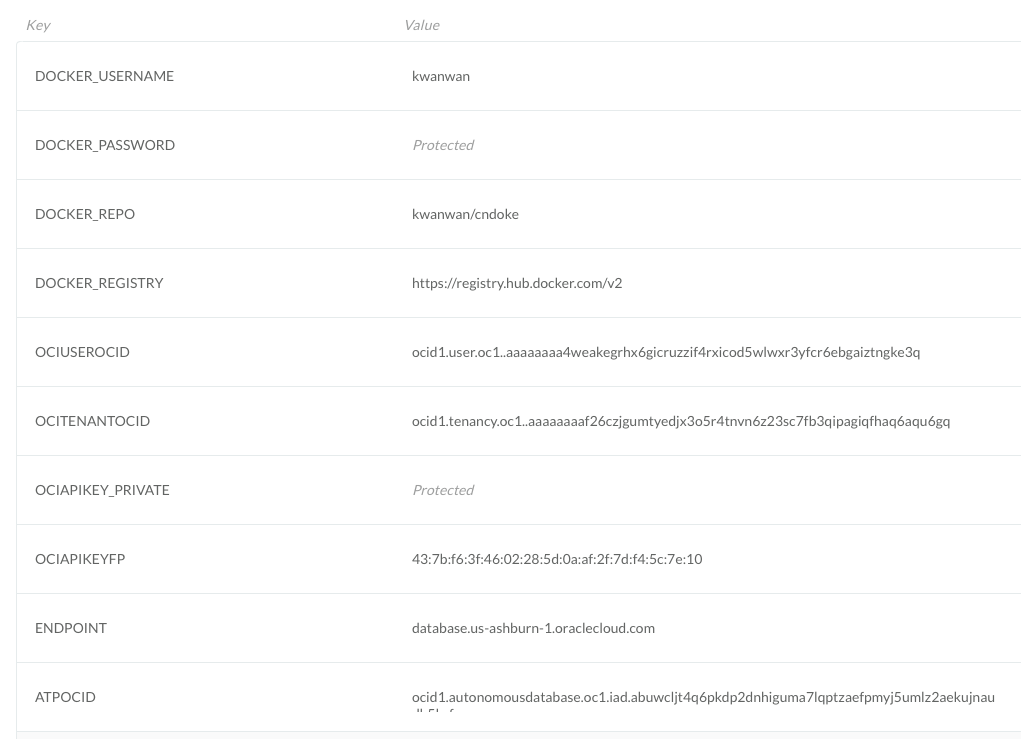 Key Value
DOCKER_USERNAME kwanwan
DOCKER_PASSWORD Protected
DOCKER_REPO kwanwan/cndoke
DOCKER_REGISTRY https://registry.hub.docker.com/v2
OCIUSEROCID ocid1.user.oc1..aaaaaaaa4weakegrhx6gicruzzif4rxicod5wlwxr3yfcr6ebgaiztngke3q
OCITENANTOCID ocid1.tenancy.oc1..aaaaaaaaf26czjgumtyedjx3o5r4tnvn6z23sc7fb3qipagiqfhaq6aqu6gq
OCIAPIKEY_PRIVATE Protected
OCIAPIKEYFP 43:7b:f6:3f:46:02:28:5d:0a:af:2f:7d:f4:5c:7e:10
ENDPOINT database.us-ashburn-1.oraclecloud.com
ATPOCID ocid1.autonomousdatabase.oc1.iad.abuwcljt4q6pkdp2dnhiguma7lqptzaefpmyj5umlz2aekujnau